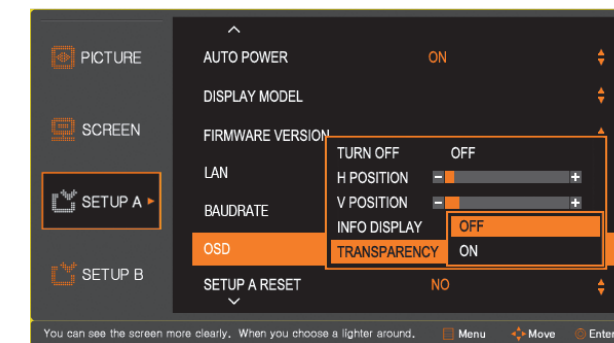 PICTURE
SCREEN
SETUP A
SETUP B
AUTO POWER ON
DISPLAY MODEL
FIRMWARE VERSION
LAN
BAUDRATE
OSD
SETUP A RESET NO
TURN OFF OFF
H POSITION
V POSITION
INFO DISPLAY
TRANSPARENCY
OFF
ON
You can see the screen more clearly. When you choose a lighter around. Menu Move Enter